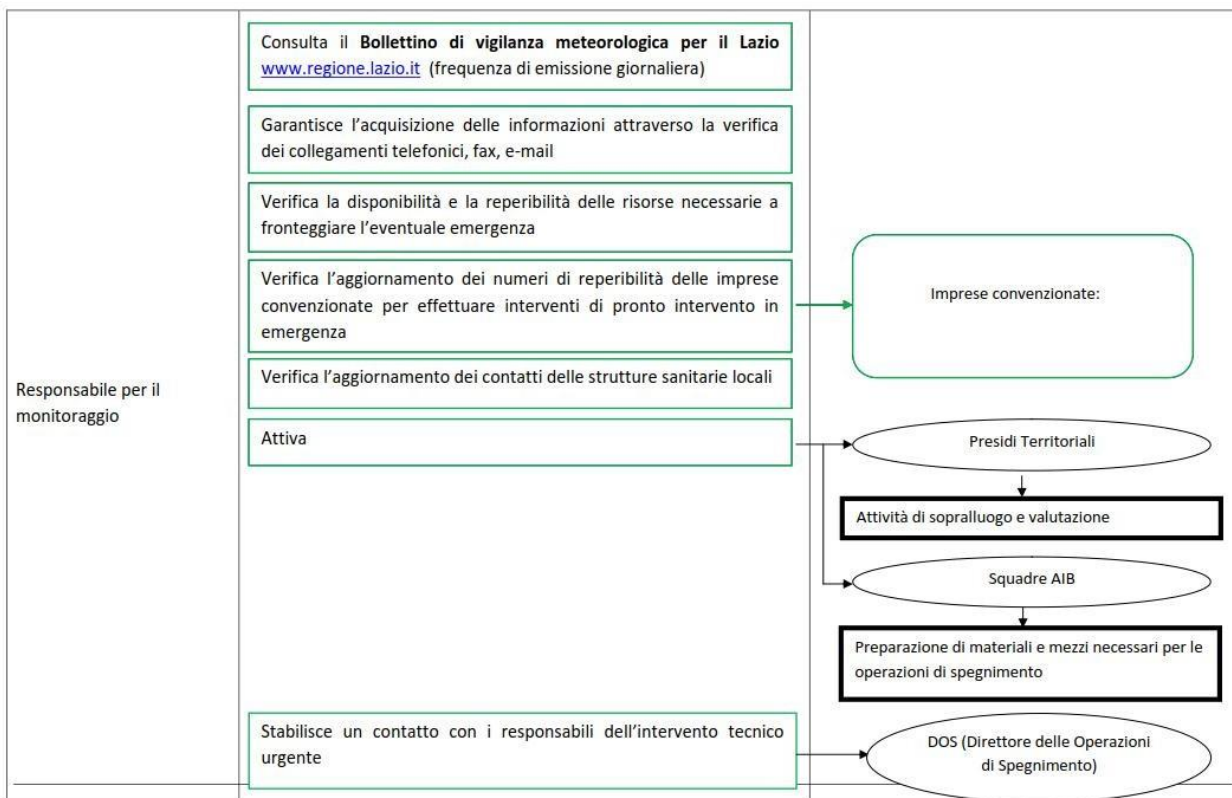 Consulta il Bollettino di vigilanza meteorologica per il Lazio
www.regione.lazio.it (frequenza di emissione giornaliera)
Garantisce l'acquisizione delle informazioni attraverso la verifica
dei collegamenti telefonici, fax, e-mail
Verifica la disponibilità e la reperibilità delle risorse necessarie a
fronteggiare l'eventuale emergenza
Verifica l'aggiornamento dei numeri di reperibilità delle imprese
convenzionate per effettuare interventi di pronto intervento in
emergenza
Imprese convenzionate:
Verifica l'aggiornamento dei contatti delle strutture sanitarie locali
Responsabile per il
monitoraggio
Attiva
Presidi Territoriali
Attività di sopralluogo e valutazione
Squadre AIB
Preparazione di materiali e mezzi necessari per le
operazioni di spegnimento
Stabilisce un contatto con i responsabili dell'intervento tecnico
urgente
DOS (Direttore delle Operazioni
di Spegnimento)